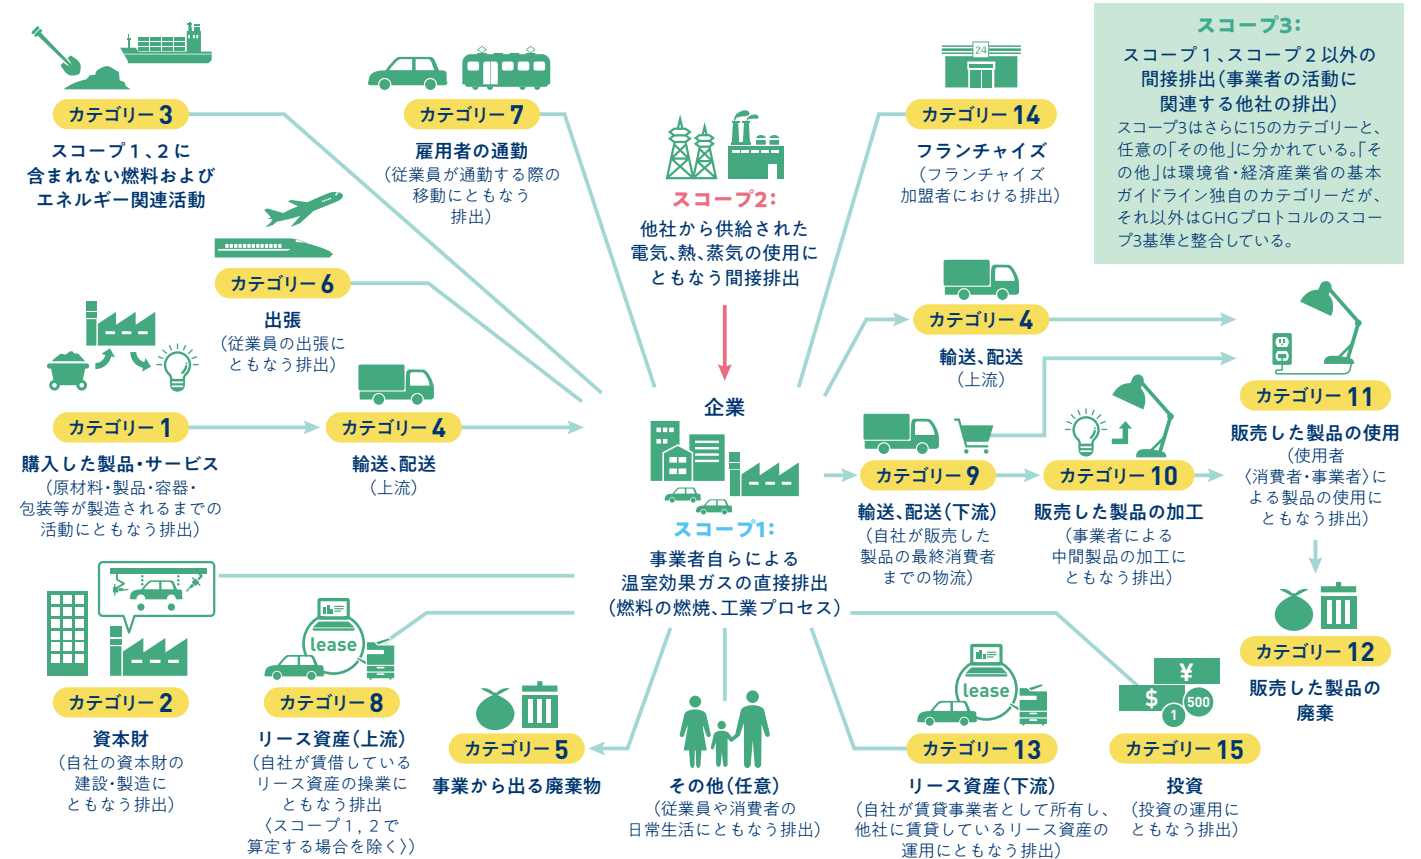 スコープ3：
スコープ1、スコープ2以外の
間接排出（事業者の活動に
関連する他社の排出）
スコープ3はさらに15のカテゴリーと、
任意の「その他」に分かれている。「そ
の他」は環境省・経済産業省の基本
ガイドライン独自のカテゴリーだが、
それ以外はGHGプロトコルのスコー
プ3基準と整合している。
カテゴリー 3
スコープ1、2に
含まれない燃料および
エネルギー関連活動
カテゴリー 7
雇用者の通勤
（従業員が通勤する際の
移動にともなう
排出）
スコープ2：
他社から供給された
電気、熱、蒸気の使用に
ともなう間接排出
24
カテゴリー 14
フランチャイズ
（フランチャイズ
加盟者における排出）
カテゴリー 6
出張
（従業員の出張に
ともなう排出）
カテゴリー 4
輸送、配送
（上流）
カテゴリー 1
購入した製品・サービス
（原材料・製品・容器・
包装等が製造されるまでの
活動にともなう排出）
カテゴリー 4
輸送、配送
（上流）
企業
スコープ1：
事業者自らによる
温室効果ガスの直接排出
（燃料の燃焼、工業プロセス）
カテゴリー 9
輸送、配送（下流）
（自社が販売した
製品の最終消費者
までの物流）
カテゴリー 10
販売した製品の加工
（事業者による
中間製品の加工に
ともなう排出）
カテゴリー 11
販売した製品の使用
（使用者
〈消費者・事業者〉に
よる製品の使用に
ともなう排出）
カテゴリー 12
販売した製品の
廃棄
カテゴリー 2
資本財
（自社の資本財の
建設・製造に
ともなう排出）
lease
カテゴリー 8
リース資産（上流）
（自社が賃借している
リース資産の操業に
ともなう排出
〈スコープ1，2で
算定する場合を除く〉）
カテゴリー 5
事業から出る廃棄物
その他（任意）
（従業員や消費者の
日常生活にともなう排出）
lease
カテゴリー 13
リース資産（下流）
（自社が賃貸事業者として所有し、
他社に賃貸しているリース資産の
運用にともなう排出）
¥
$
500
1
カテゴリー 15
投資
（投資の運用に
ともなう排出）